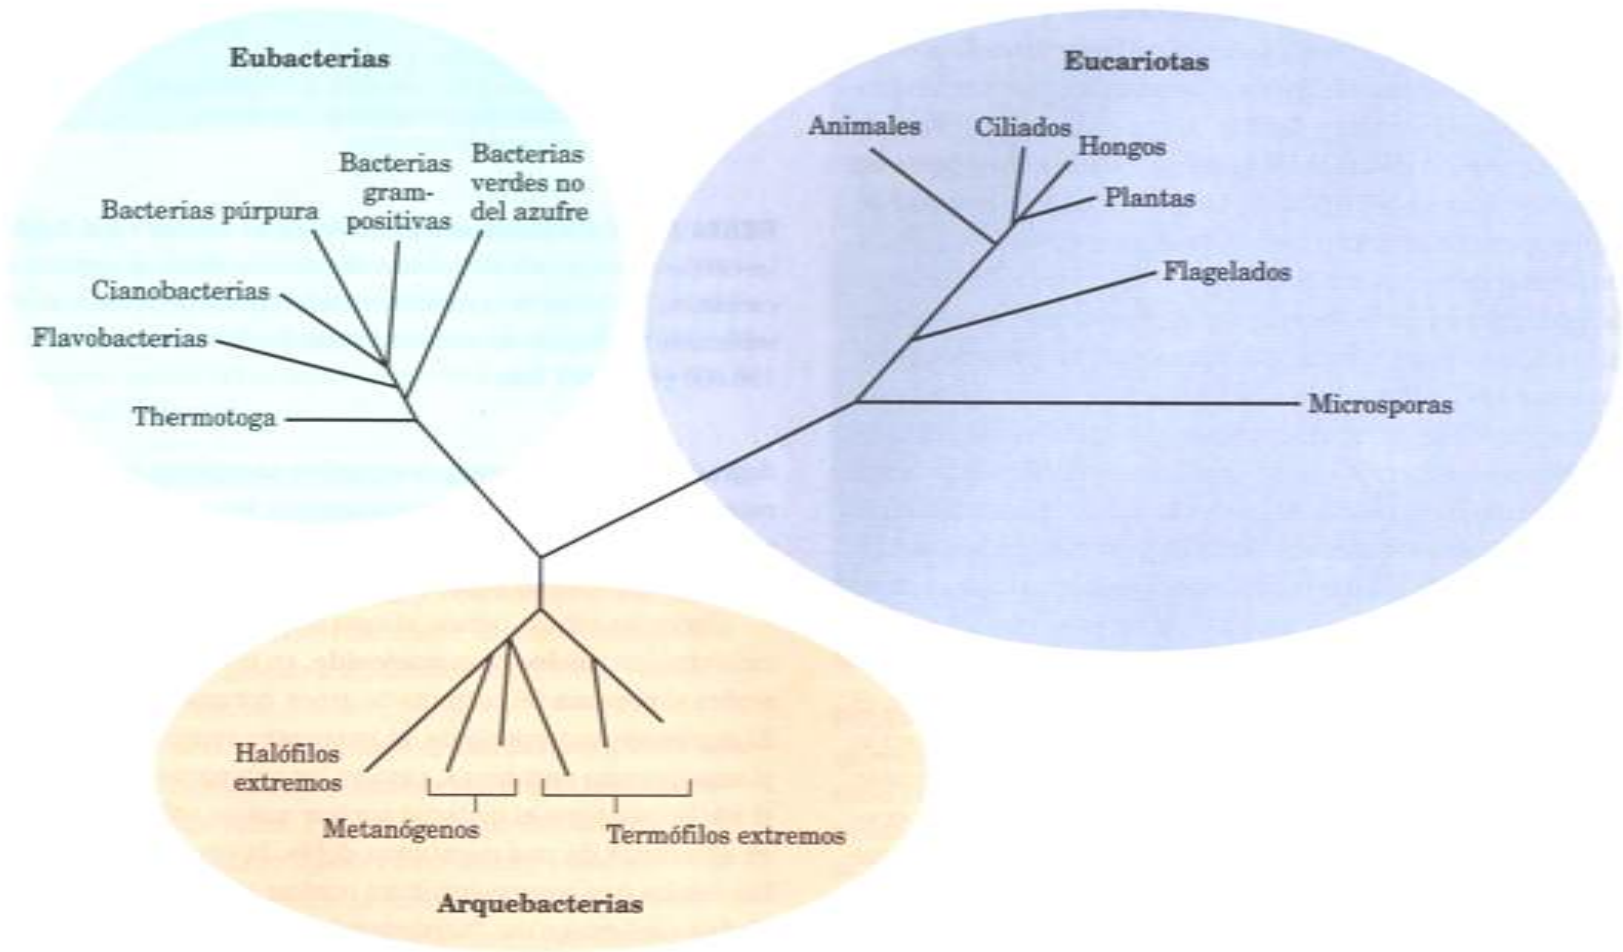 Eubacterias
Bacterias púrpura
Bacterias
gram-
positivas
Bacterias
verdes no
del azufre
Cianobacterias
Flavobacterias
Thermotoga
Eucariotas
Animales
Ciliados
Hongos
Plantas
Flagelados
Microsporas
Halófilos
extremos
Metanógenos
Termófilos extremos
Arquebacterias